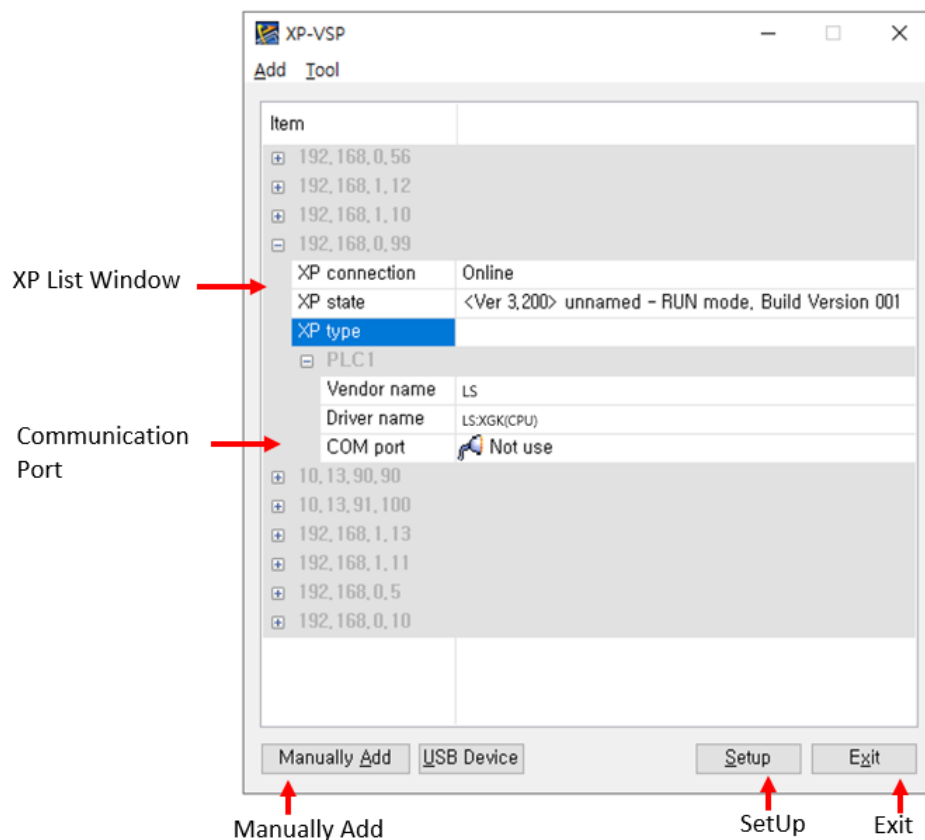 XP-VSP
Add Tool
Item
192,168,0,56
192,168,1,12
192,168,1,10
192,168,0,99
XP List Window
XP connection Online
XP state <Ver 3,200> unnamed - RUN mode, Build Version 001
XP type
PLC1
Vendor name LS
Driver name LS:XGK(CPU)
Communication
Port
COM port Not use
10,13,90,90
10,13,91,100
192,168,1,13
192,168,1,11
192,168,0,5
192,168,0,10
Manually Add USB Device Setup Exit
Manually Add SetUp Exit